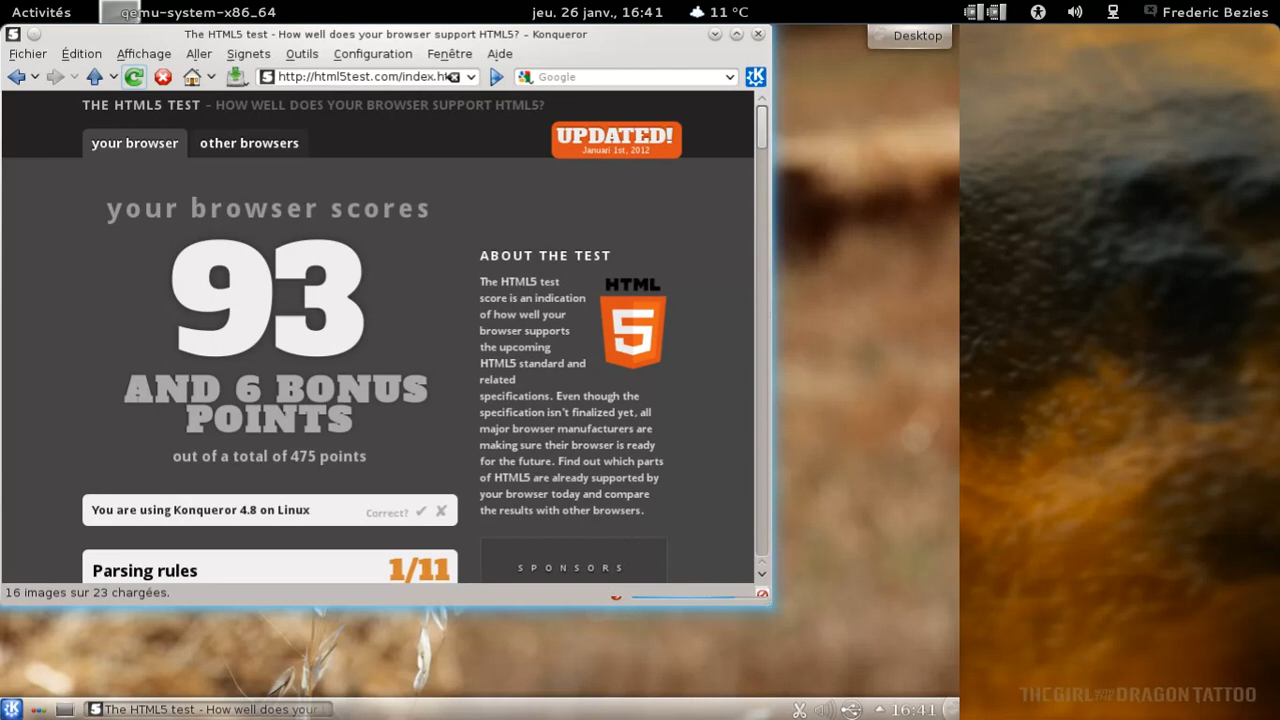 Activités
qemu-system-x86_64
jeu. 26 janv., 16:41
11 °C
Frederic Bezies
The HTML5 test - How well does your browser support HTML5? – Konqueror
Desktop
Fichier Édition Affichage Aller Signets Outils Configuration Fenêtre Aide
http://html5test.com/index.h
Google
THE HTML5 TEST – HOW WELL DOES YOUR BROWSER SUPPORT HTML5?
your browser
other browsers
UPDATED!
Januari 1st, 2012
your browser scores
93
AND 6 BONUS
POINTS
out of a total of 475 points
You are using Konqueror 4.8 on Linux
Correct? ✔ ✘
Parsing rules
1/11
ABOUT THE TEST
The HTML5 test
score is an indication
of how well your
browser supports
the upcoming
HTML5 standard and
related
specifications. Even though the
specification isn't finalized yet, all
major browser manufacturers are
making sure their browser is ready
for the future. Find out which parts
of HTML5 are already supported by
your browser today and compare
the results with other browsers.
HTML
5
SPONSORS
16 images sur 23 chargées.
THE GIRL WITH THE DRAGON TATTOO
The HTML5 test - How well does your
16:41